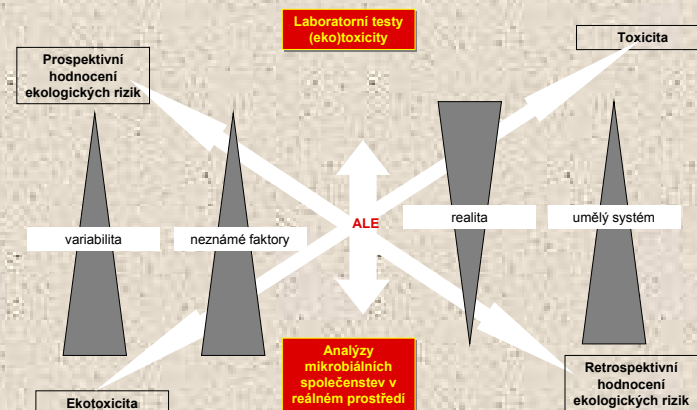 Laboratorní testy
(eko)toxicity
Toxicita
Prospektivní
hodnocení
ekologických rizik
ALE
realita
umělý systém
variabilita
neznámé faktory
Analýzy
mikrobiálních
společenstev v
reálném prostředí
Retrospektivní
hodnocení
ekologických rizik
Ekotoxicita